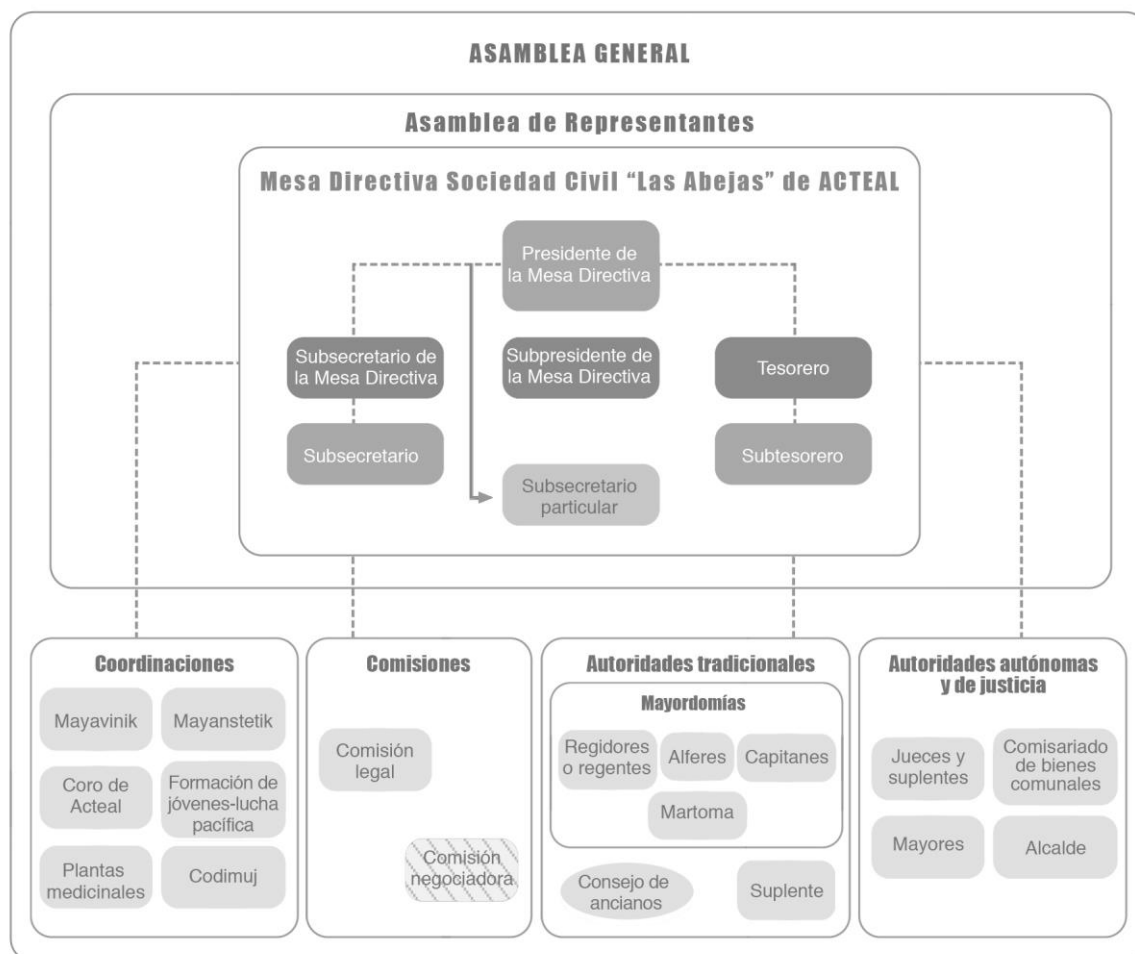 ASAMBLEA GENERAL
Asamblea de Representantes
Mesa Directiva Sociedad Civil “Las Abejas” de ACTEAL
Presidente de
la Mesa Directiva
Subsecretario de
la Mesa Directiva
Subpresidente de
la Mesa Directiva
Tesorero
Subsecretario
Subtesorero
Subsecretario
particular
Coordinaciones
Mayavinik
Mayanstetik
Coro de
Acteal
Formación de
jóvenes-lucha
pacífica
Plantas
medicinales
Codimuj
Comisiones
Comisión
legal
Comisión
negociadora
Autoridades tradicionales
Mayordomías
Regidores
o regentes
Alferes
Capitanes
Martoma
Consejo de
ancianos
Suplente
Autoridades autónomas
y de justicia
Jueces y
suplentes
Comisariado
de bienes
comunales
Mayores
Alcalde